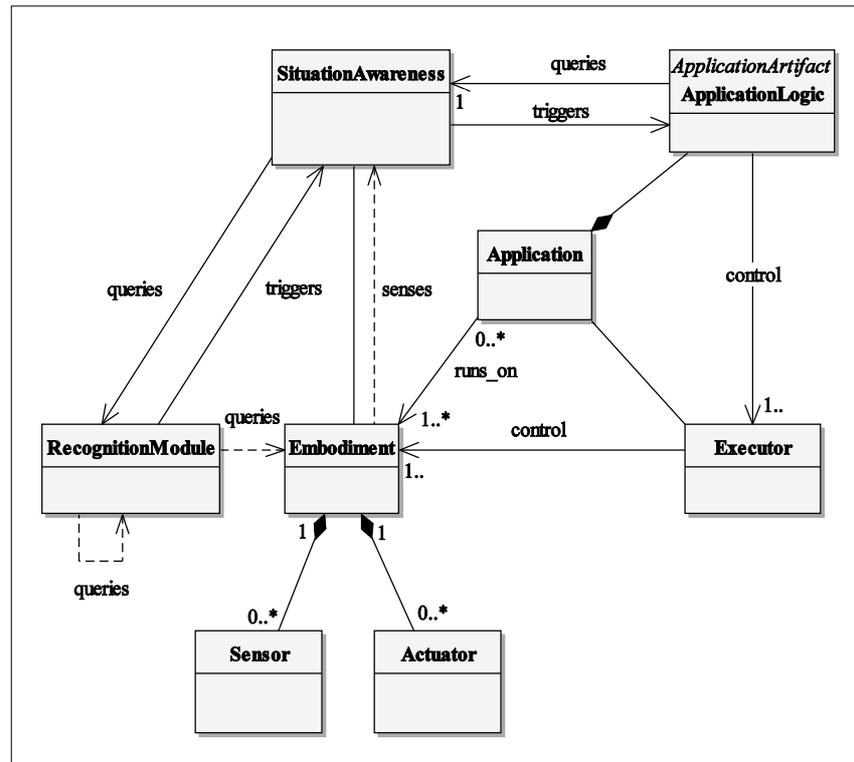 SituationAwareness
queries
ApplicationArtifact
ApplicationLogic
1
triggers
Application
queries
triggers
senses
control
0..*
runs_on
queries
1..*
1..
RecognitionModule
Embodiment
control
Executor
1..
queries
1
1
0..*
0..*
Sensor
Actuator